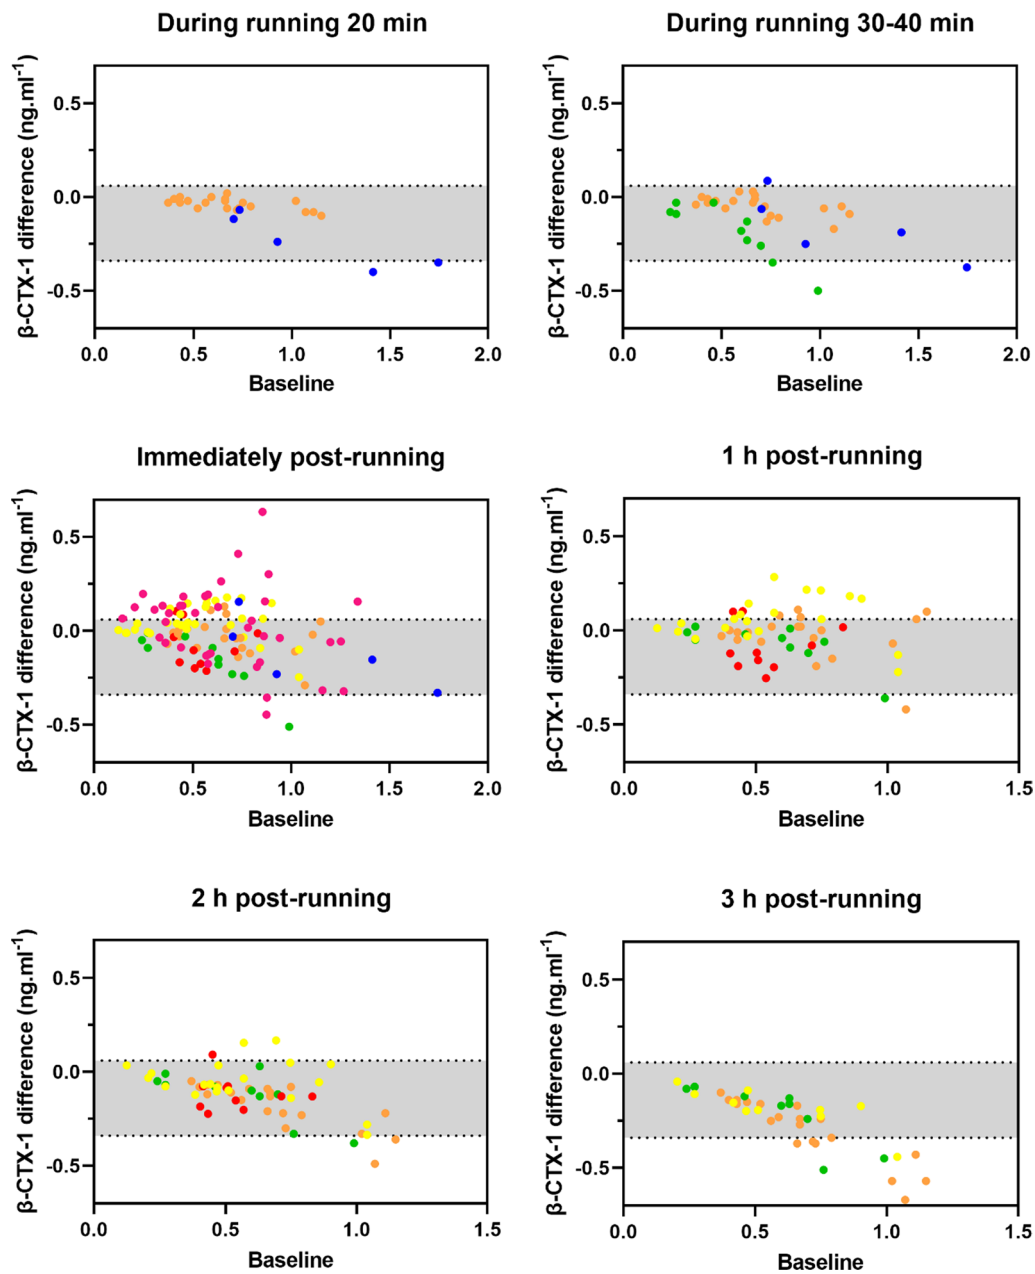 During running 20 min
During running 30-40 min
β-CTX-1 difference (ng.ml-1)
0.5
0.0
-0.5
0.0 0.5 1.0 1.5 2.0
Baseline
β-CTX-1 difference (ng.ml-1)
0.5
0.0
-0.5
0.0 0.5 1.0 1.5 2.0
Baseline
Immediately post-running
1 h post-running
β-CTX-1 difference (ng.ml-1)
0.5
0.0
-0.5
0.0 0.5 1.0 1.5 2.0
Baseline
β-CTX-1 difference (ng.ml-1)
0.5
0.0
-0.5
0.0 0.5 1.0 1.5
Baseline
2 h post-running
3 h post-running
β-CTX-1 difference (ng.ml-1)
0.5
0.0
-0.5
0.0 0.5 1.0 1.5
Baseline
β-CTX-1 difference (ng.ml-1)
0.5
0.0
-0.5
0.0 0.5 1.0 1.5
Baseline